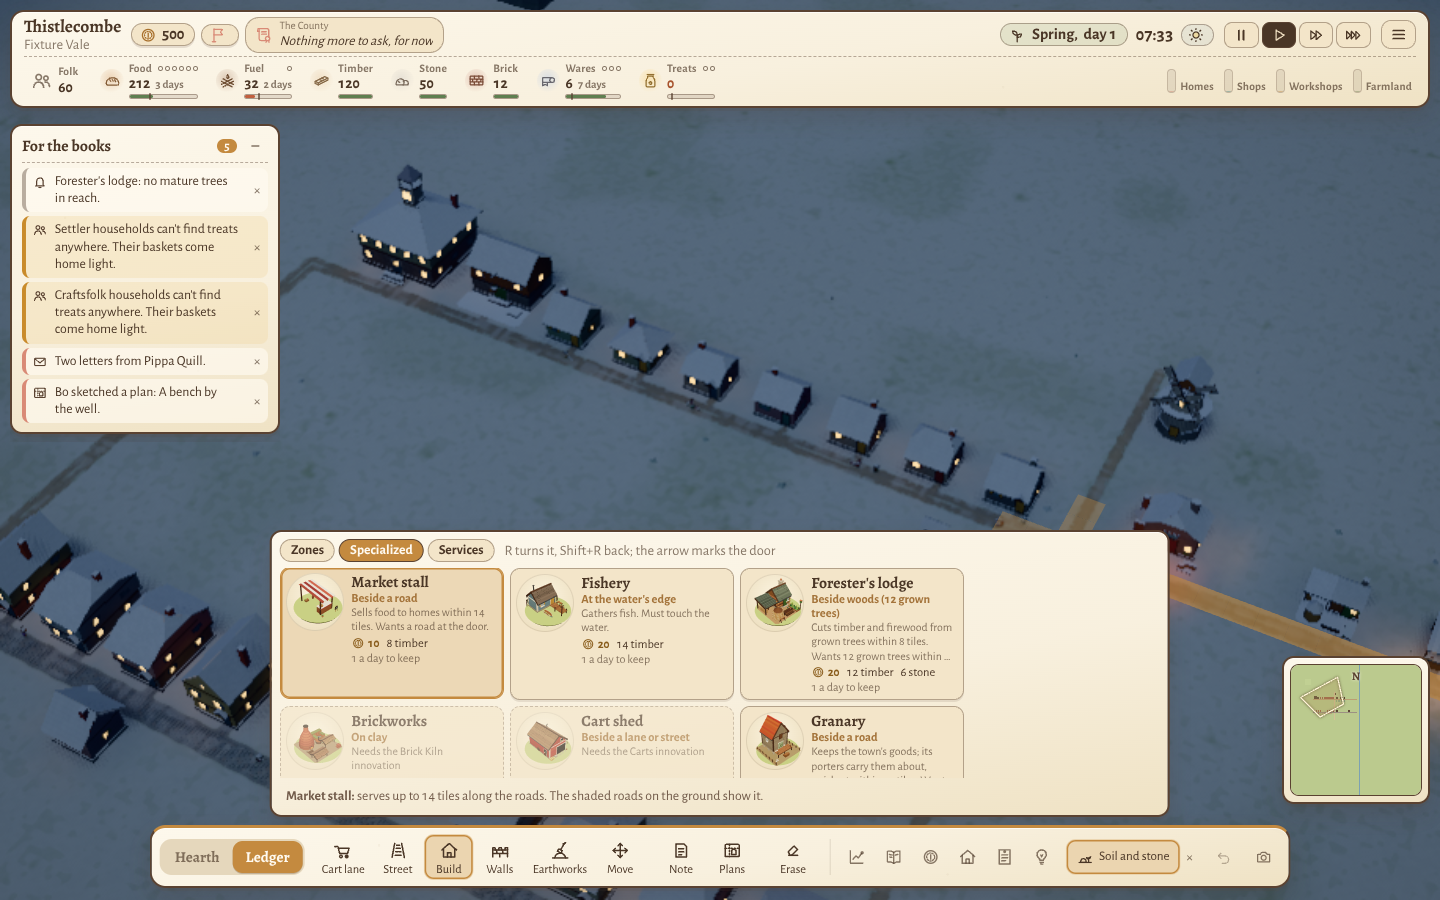 Thistlecombe
Fixture Vale
500
The County
Nothing more to ask, for now
Spring, day 1
07:33
Folk
60
Food
212 3 days
Fuel
32 2 days
Timber
120
Stone
50
Brick
12
Wares
6 7 days
Treats
0
Homes
Shops
Workshops
Farmland
For the books
5
Forester's lodge: no mature trees
in reach.
×
Settler households can't find treats
anywhere. Their baskets come
home light.
×
Craftsfolk households can't find
treats anywhere. Their baskets
come home light.
×
Two letters from Pippa Quill.
×
Bo sketched a plan: A bench by
the well.
×
Zones
Specialized
Services
R turns it, Shift+R back; the arrow marks the door
Market stall
Beside a road
Sells food to homes within 14
tiles. Wants a road at the door.
10 8 timber
1 a day to keep
Fishery
At the water's edge
Gathers fish. Must touch the
water.
20 14 timber
1 a day to keep
Forester's lodge
Beside woods (12 grown
trees)
Cuts timber and firewood from
grown trees within 8 tiles.
Wants 12 grown trees within ...
20 12 timber 6 stone
1 a day to keep
Brickworks
On clay
Needs the Brick Kiln
innovation
Cart shed
Beside a lane or street
Needs the Carts innovation
Granary
Beside a road
Keeps the town's goods; its
porters carry them about,
Market stall: serves up to 14 tiles along the roads. The shaded roads on the ground show it.
N
Hearth
Ledger
Cart lane
Street
Build
Walls
Earthworks
Move
Note
Plans
Erase
Soil and stone
×